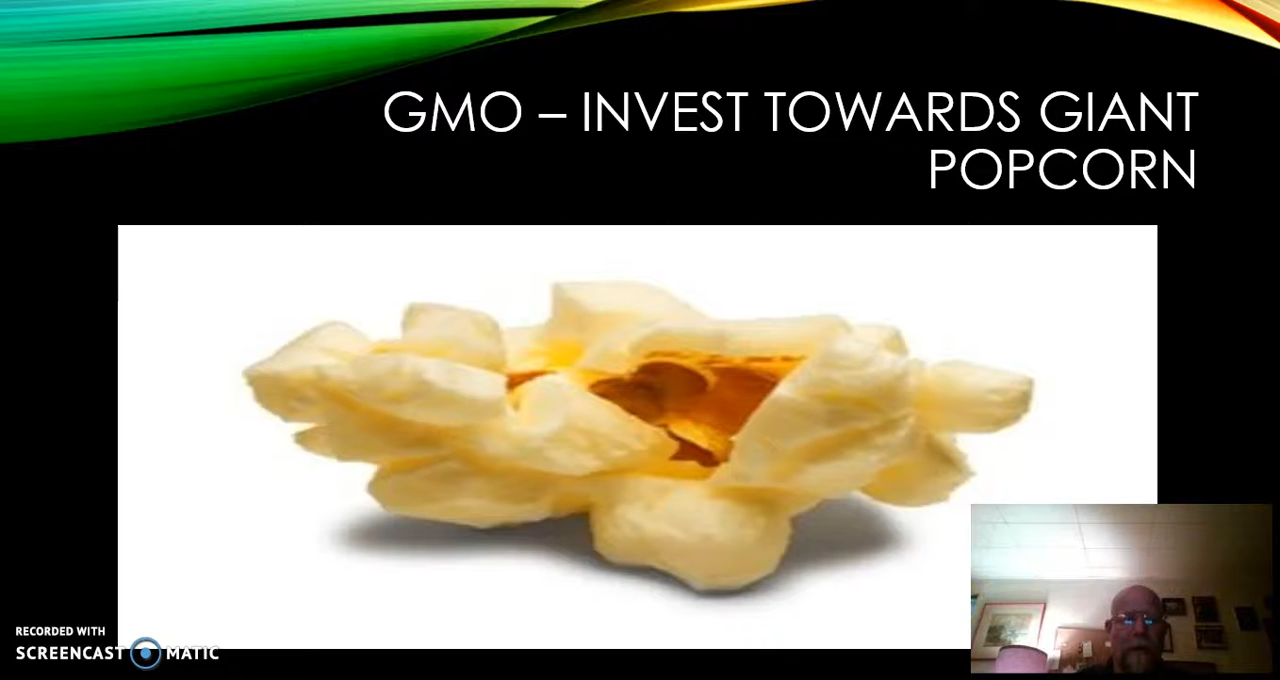 GMO – INVEST TOWARDS GIANT
POPCORN
RECORDED WITH
SCREENCAST MATIC